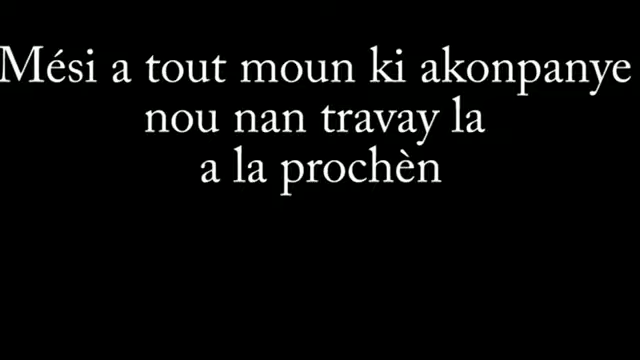 Mési a tout moun ki akonpanye
nou nan travay la
a la prochèn